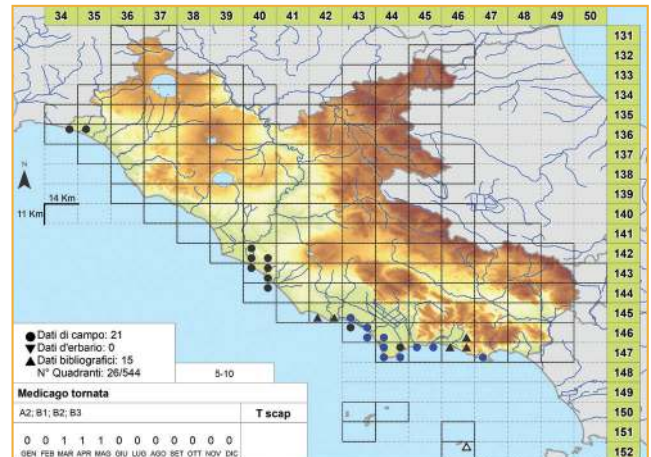 34 35 36 37 38 39 40 41 42 43 44 45 46 47 48 49 50
131
132
133
134
135
136
137
138
139
140
141
142
143
144
145
146
147
150
151
152
N
14 Km
11 Km
Dati di campo: 21
Dati d'erbario: 0
Dati bibliografici: 15
N° Quadranti: 26/544
5-10
Medicago tornata
A2; B1; B2; B3 T scap
0 0 1 1 1 0 0 0 0 0 0 0
GEN FEB MAR APR MAG GIU LUG AGO SET OTT NOV DIC